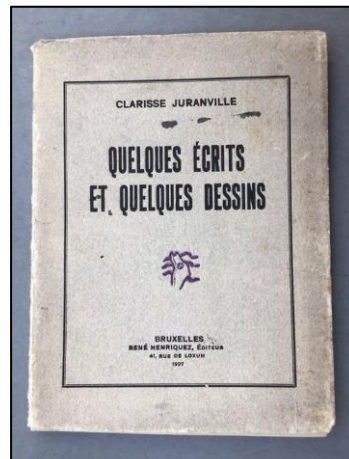 CLARISSE JURANVILLE
QUELQUES ÉCRITS
ET QUELQUES DESSINS
BRUXELLES
RENÉ HENRIQUEZ, ÉDITEUR
41, RUE DE LOXUM
1927